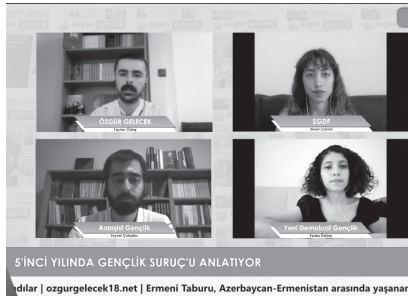 ÖZGÜR GELECEK
SGDF
Anarşist Gençlik
Yeni Demokrat Gençlik
5'İNCİ YILINDA GENÇLİK SURUÇ'U ANLATIYOR
dılar | ozgurgelecek18.net | Ermeni Taburu, Azerbaycan-Ermenistan arasında yaşanan